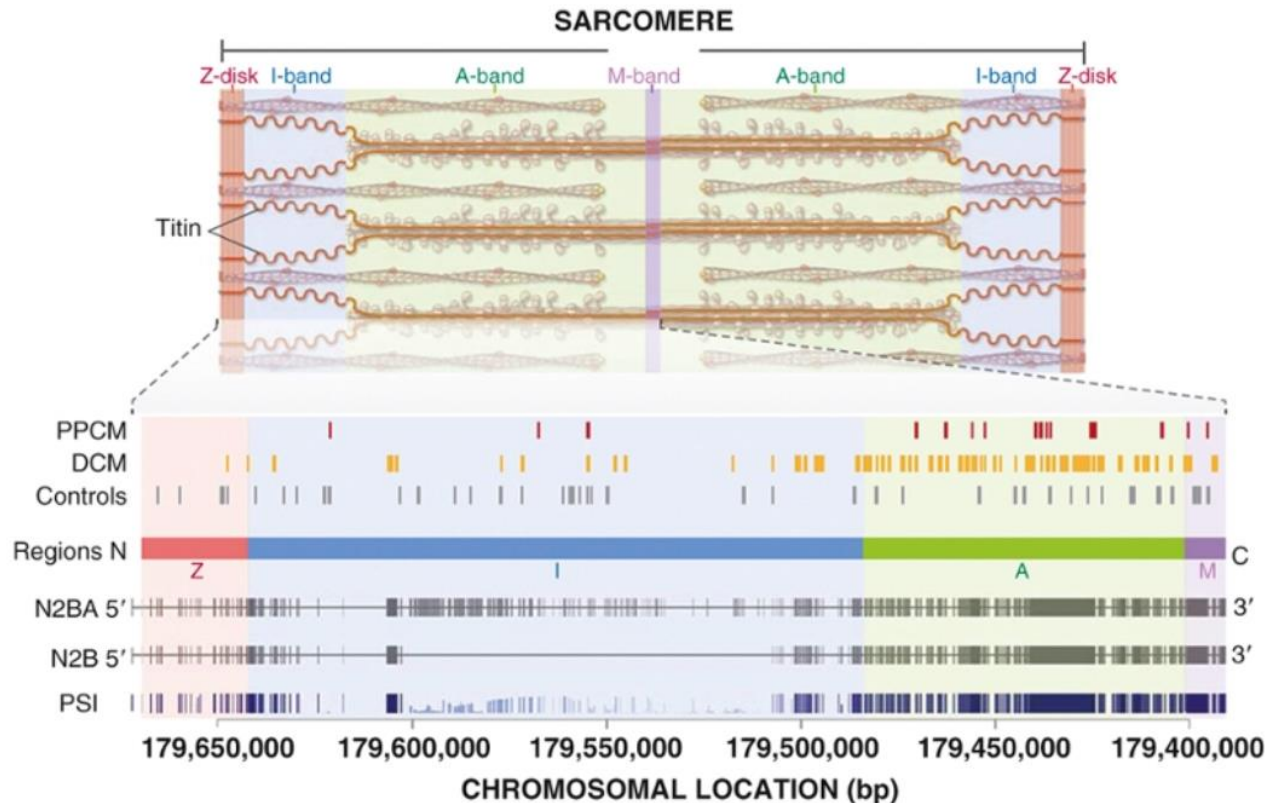 SARCOMERE
Z-disk I-band A-band M-band A-band I-band Z-disk
Titin
PPCM
DCM
Controls
Regions N C
Z I A M
N2BA 5′ 3′
N2B 5′ 3′
PSI
179,650,000 179,600,000 179,550,000 179,500,000 179,450,000 179,400,000
CHROMOSOMAL LOCATION (bp)